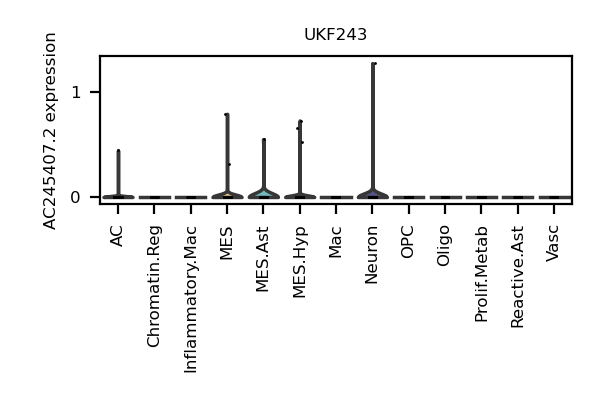 UKF243
AC245407.2 expression
1
0
AC
Chromatin.Reg
Inflammatory.Mac
MES
MES.Ast
MES.Hyp
Mac
Neuron
OPC
Oligo
Prolif.Metab
Reactive.Ast
Vasc